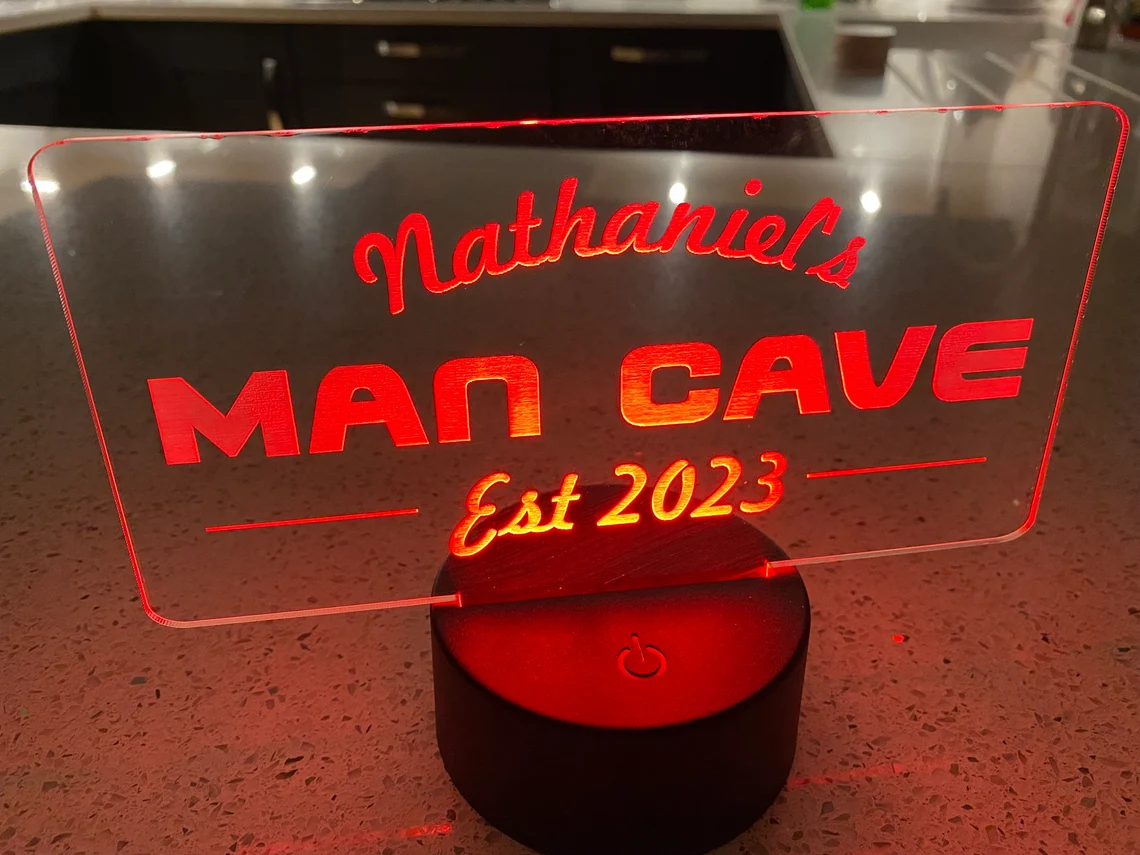 Nathaniel's
MAN CAVE
Est 2023